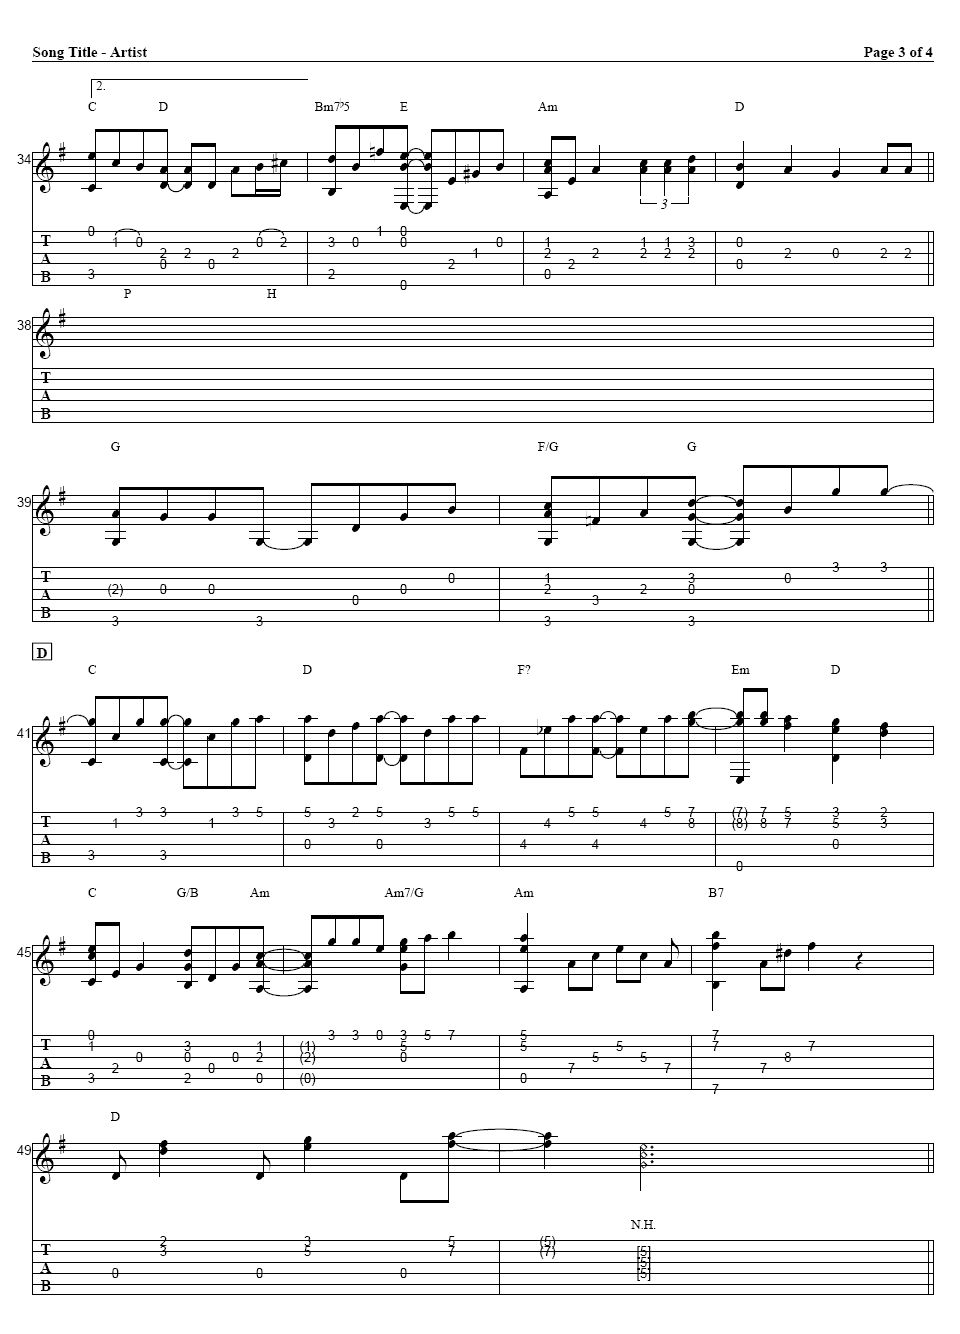 Song Title - Artist Page 3 of 4
2.
C D Bm7♭5 E Am D
34
3
0 1 0 2 2 2 0 2 3 0 1 0 0 1 1 1 3 0
T A B
3 0 0 2 0 2 1 0 2 2 0 2 2 2 2 0 2 0 2 2
P H
38
T A B
G F/G G
39
T A B
(2) 0 0 0 0 0 1 2 2 3 0 0 3 3
3 3 3 3 3
D
C D F? Em D
41
T A B
3 3 3 5 5 2 5 5 5 5 5 5 7 (7) 7 5 3 2
1 1 3 3 4 4 8 (8) 8 7 5 3
3 3 0 0 4 4 0 0
C G/B Am Am7/G Am B7
45
T A B
0 3 3 0 3 5 7 5 7
1 3 1 (1) 5 5 5 7 7
2 0 0 0 0 2 (2) 0 7 5 5 7 7 8
3 2 0 (0) 0 7
D
49
N.H.
T A B
2 3 5 (5)
3 5 7 (7) [5]
[5]
0 0 0 [5]